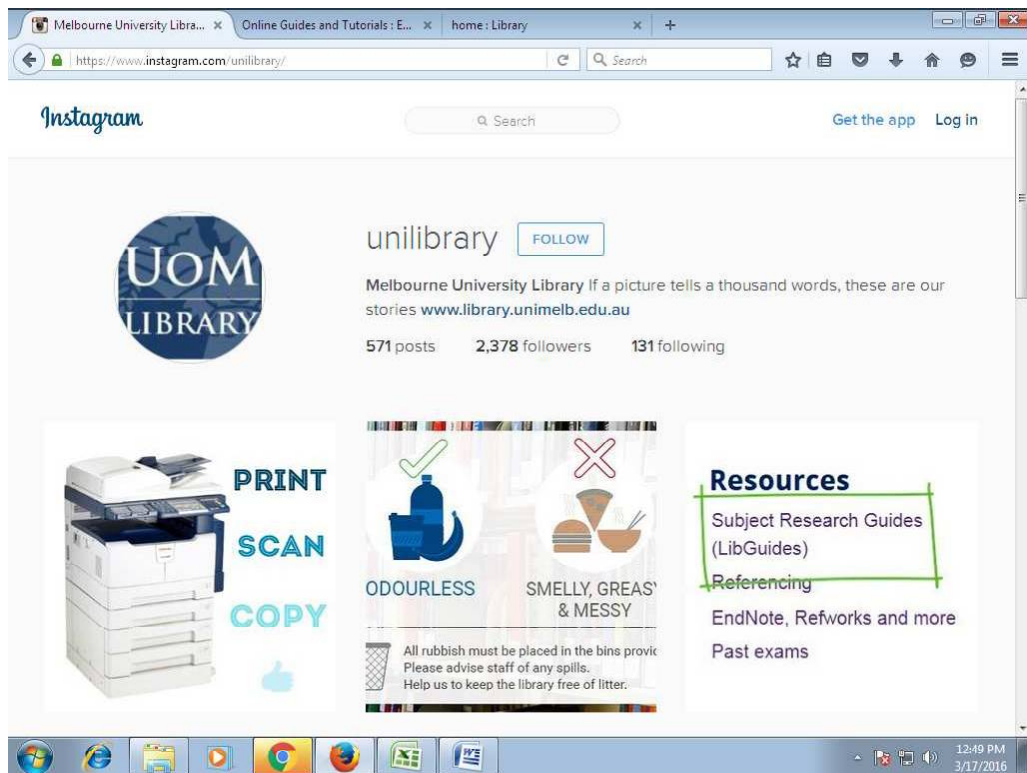 Melbourne University Libra...
Online Guides and Tutorials : E...
home : Library
https://www.instagram.com/unilibrary/
Search
Instagram
Search
Get the app
Log in
UOM
LIBRARY
unilibrary
FOLLOW
Melbourne University Library If a picture tells a thousand words, these are our
stories www.library.unimelb.edu.au
571 posts 2,378 followers 131 following
PRINT
SCAN
COPY
ODOURLESS
SMELLY, GREASY
& MESSY
All rubbish must be placed in the bins provid
Please advise staff of any spills.
Help us to keep the library free of litter.
Resources
Subject Research Guides
(LibGuides)
Referencing
EndNote, Refworks and more
Past exams
12:49 PM
3/17/2016